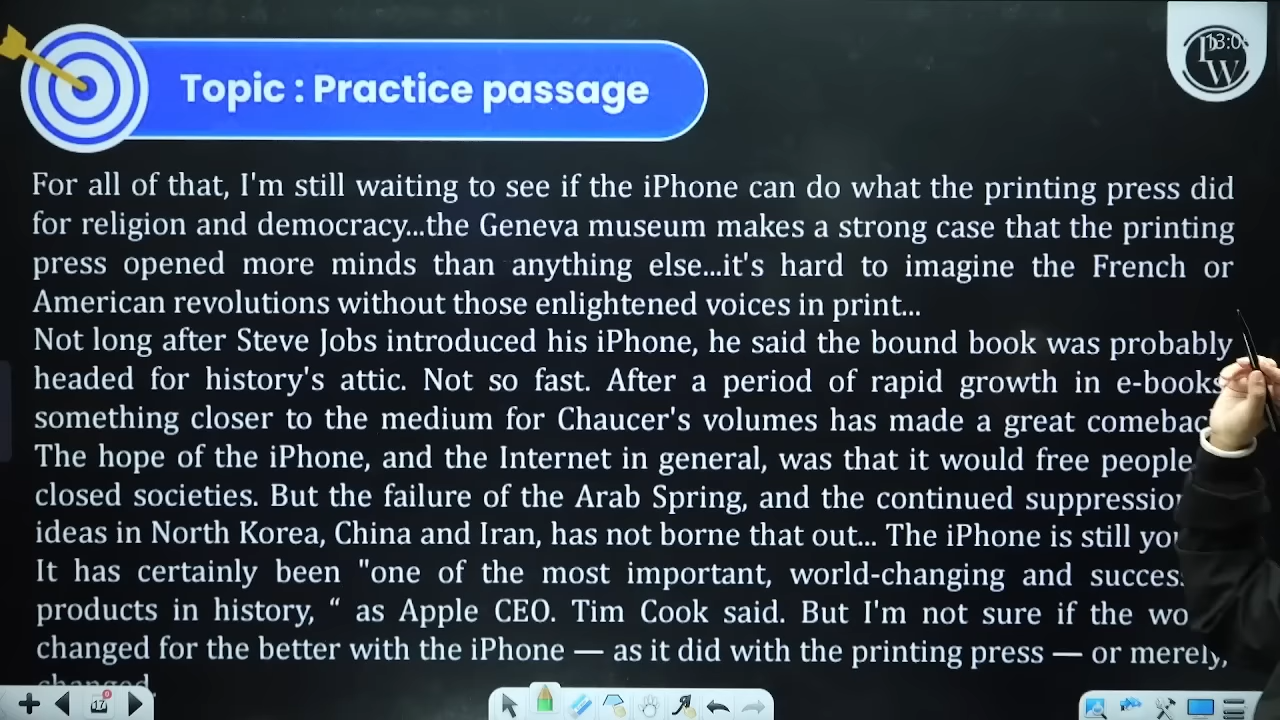 Topic : Practice passage
For all of that, I'm still waiting to see if the iPhone can do what the printing press did
for religion and democracy...the Geneva museum makes a strong case that the printing
press opened more minds than anything else...it's hard to imagine the French or
American revolutions without those enlightened voices in print...
Not long after Steve Jobs introduced his iPhone, he said the bound book was probably
headed for history's attic. Not so fast. After a period of rapid growth in e-books
something closer to the medium for Chaucer's volumes has made a great
The hope of the iPhone, and the Internet in general, was that it would free people
closed societies. But the failure of the Arab Spring, and the continued
ideas in North Korea, China and Iran, has not borne that out... The iPhone is still
It has certainly been "one of the most important, world-changing and
products in history, “ as Apple CEO. Tim Cook said. But I'm not sure if the
changed for the better with the iPhone — as it did with the printing press — or merely,
changed.
17